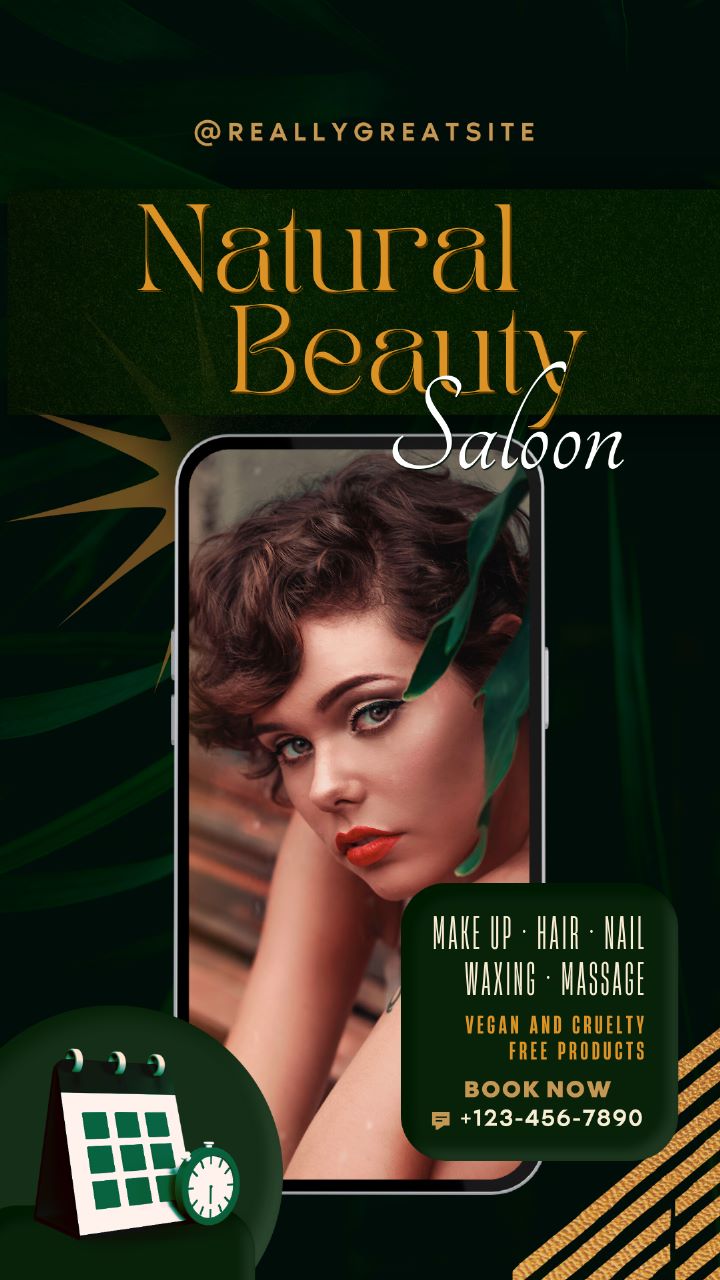 @REALLYGREATSITE
Natural
Beauty
Saloon
MAKE UP · HAIR · NAIL
WAXING · MASSAGE
VEGAN AND CRUELTY
FREE PRODUCTS
BOOK NOW
+123-456-7890